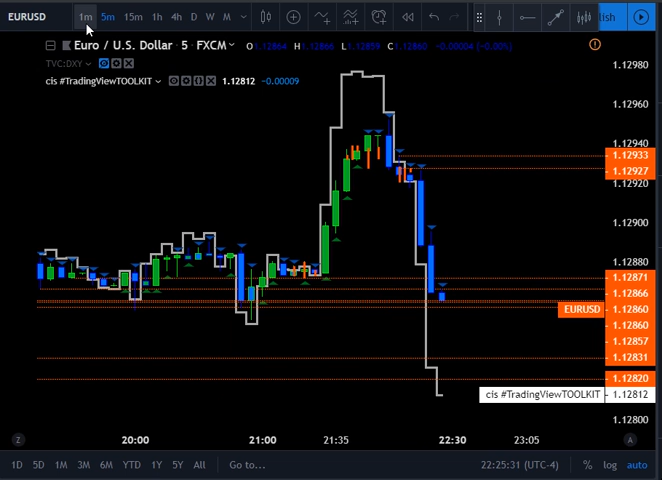 EURUSD 1m 5m 15m 1h 4h D W M lish
Euro / U.S. Dollar · 5 · FXCM O 1.12864 H 1.12866 L 1.12859 C 1.12860 −0.00004 (−0.00%)
TVC:DXY
cis #TradingViewTOOLKIT 1.12812 −0.00009
1.12980
1.12960
1.12940
1.12933
1.12927
1.12920
1.12900
1.12880
1.12871
1.12866
EURUSD 1.12860
1.12860
1.12857
1.12831
1.12820
cis #TradingViewTOOLKIT 1.12812
1.12800
Z 20:00 21:00 21:35 22:30 23:05 A
1D 5D 1M 3M 6M YTD 1Y 5Y All Go to... 22:25:31 (UTC-4) % log auto